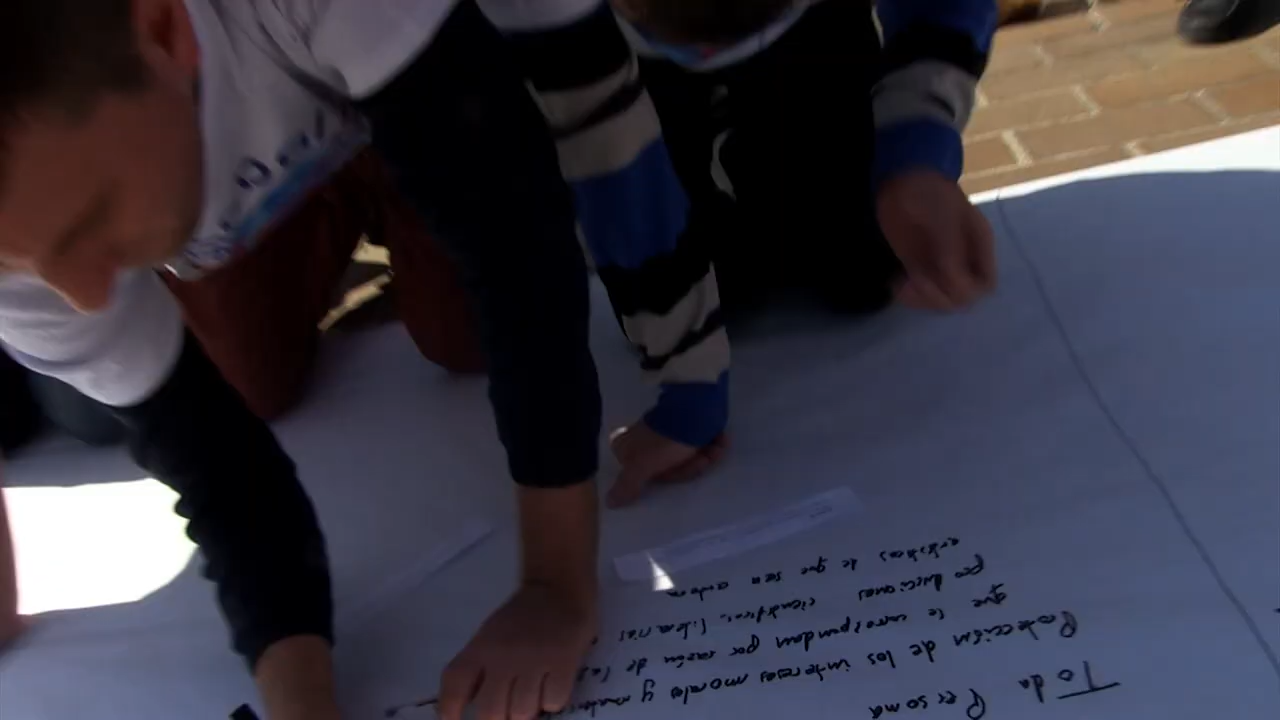 Toda Persona
Protección de los intereses morales y
que le correspondan por razón de las
producciones científicas, literarias
artísticas de que sea autora